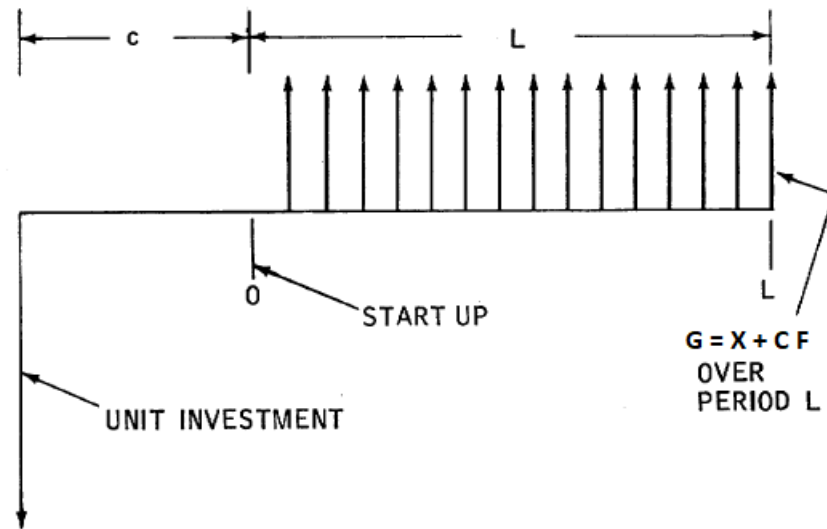 c
L
0
START UP
L
G = X + C F
OVER
PERIOD L
UNIT INVESTMENT